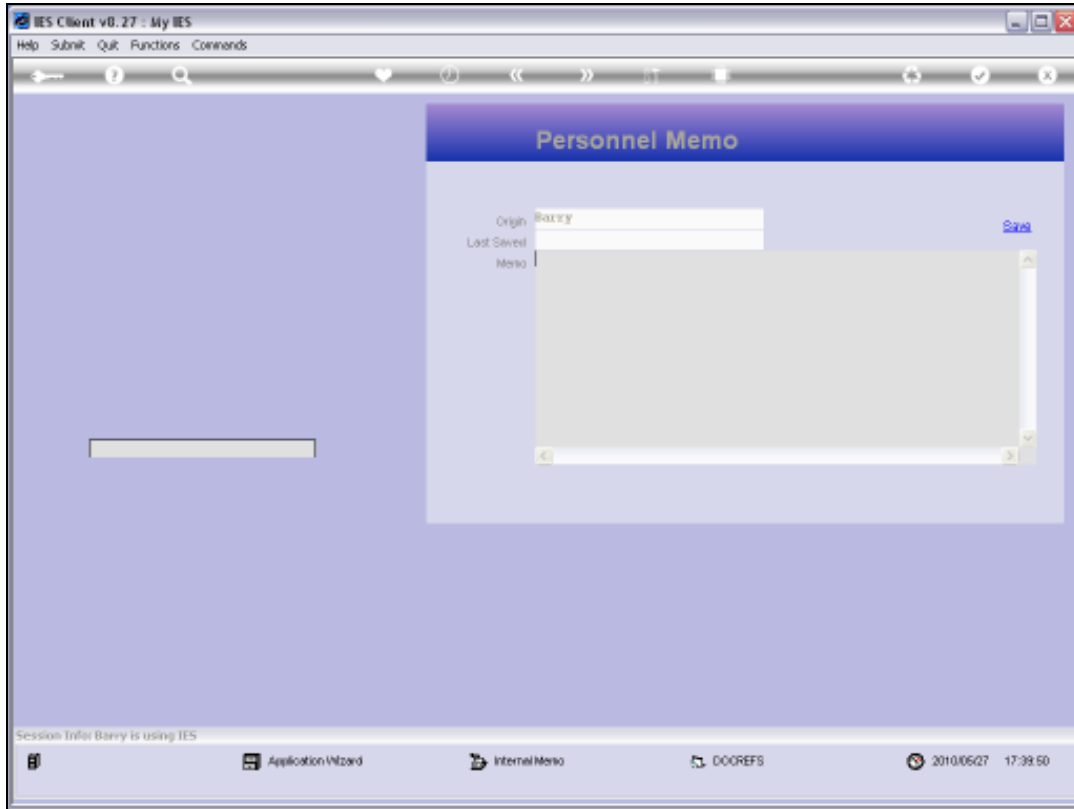 IES Client v8.27 : My IES
Help Submit Quit Functions Commands
Personnel Memo
Origin Barry
Save
Last Saved
Memo
Session Info: Barry is using IES
Application Wizard Internal Memo DOCREFS 2010/05/27 17:39:50